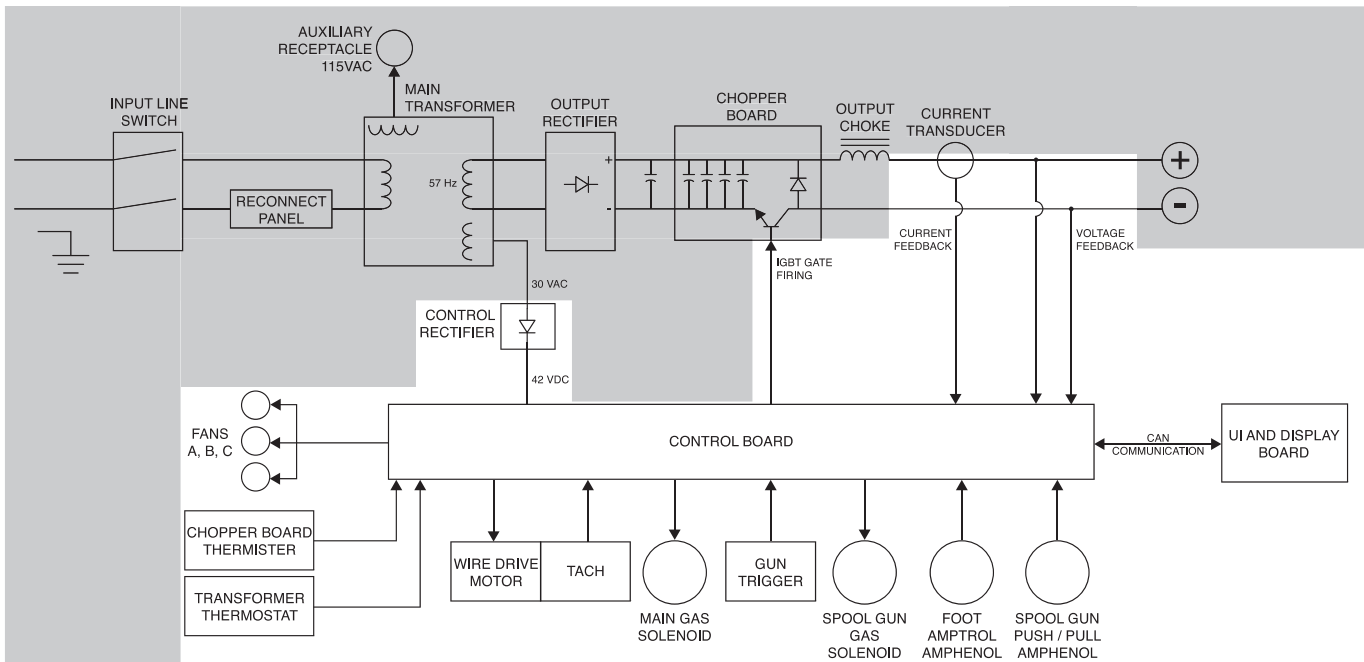 AUXILIARY
RECEPTACLE
115VAC
INPUT LINE
SWITCH
MAIN
TRANSFORMER
OUTPUT
RECTIFIER
CHOPPER
BOARD
OUTPUT
CHOKE
CURRENT
TRANSDUCER
RECONNECT
PANEL
57 Hz
+
-
+
-
CURRENT
FEEDBACK
VOLTAGE
FEEDBACK
IGBT GATE
FIRING
30 VAC
CONTROL
RECTIFIER
42 VDC
FANS
A, B, C
CONTROL BOARD
CAN
COMMUNICATION
UI AND DISPLAY
BOARD
CHOPPER BOARD
THERMISTER
TRANSFORMER
THERMOSTAT
WIRE DRIVE
MOTOR
TACH
MAIN GAS
SOLENOID
GUN
TRIGGER
SPOOL GUN
GAS
SOLENOID
FOOT
AMPTROL
AMPHENOL
SPOOL GUN
PUSH / PULL
AMPHENOL